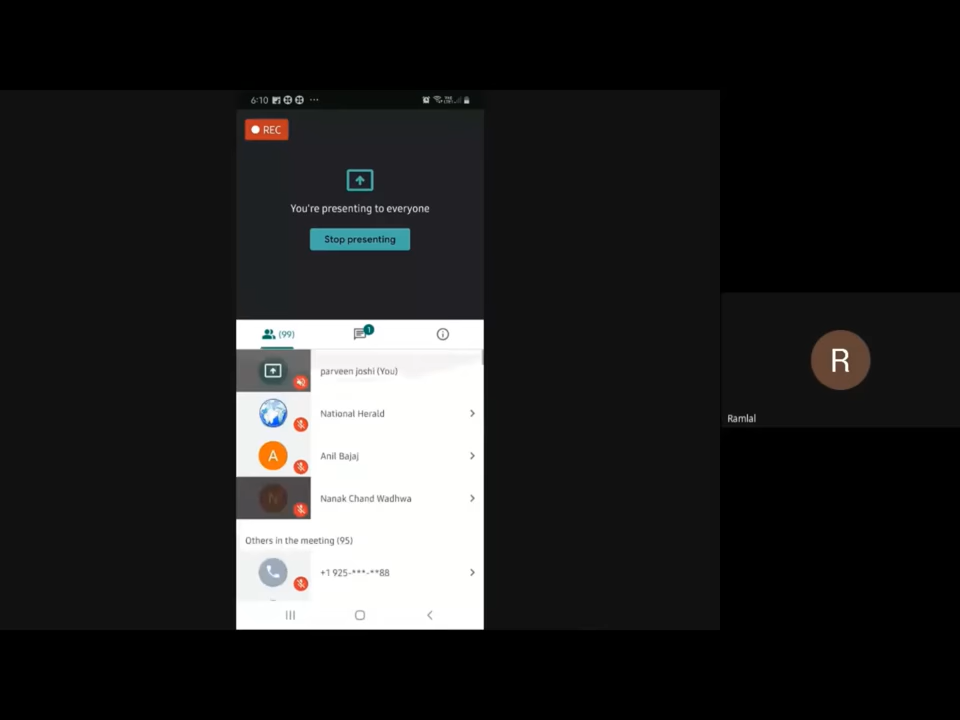 6:10
REC
You're presenting to everyone
Stop presenting
(99)
1
parveen joshi (You)
National Herald
A
Anil Bajaj
N
Nanak Chand Wadhwa
Others in the meeting (95)
+1 925-***-**88
R
Ramlal